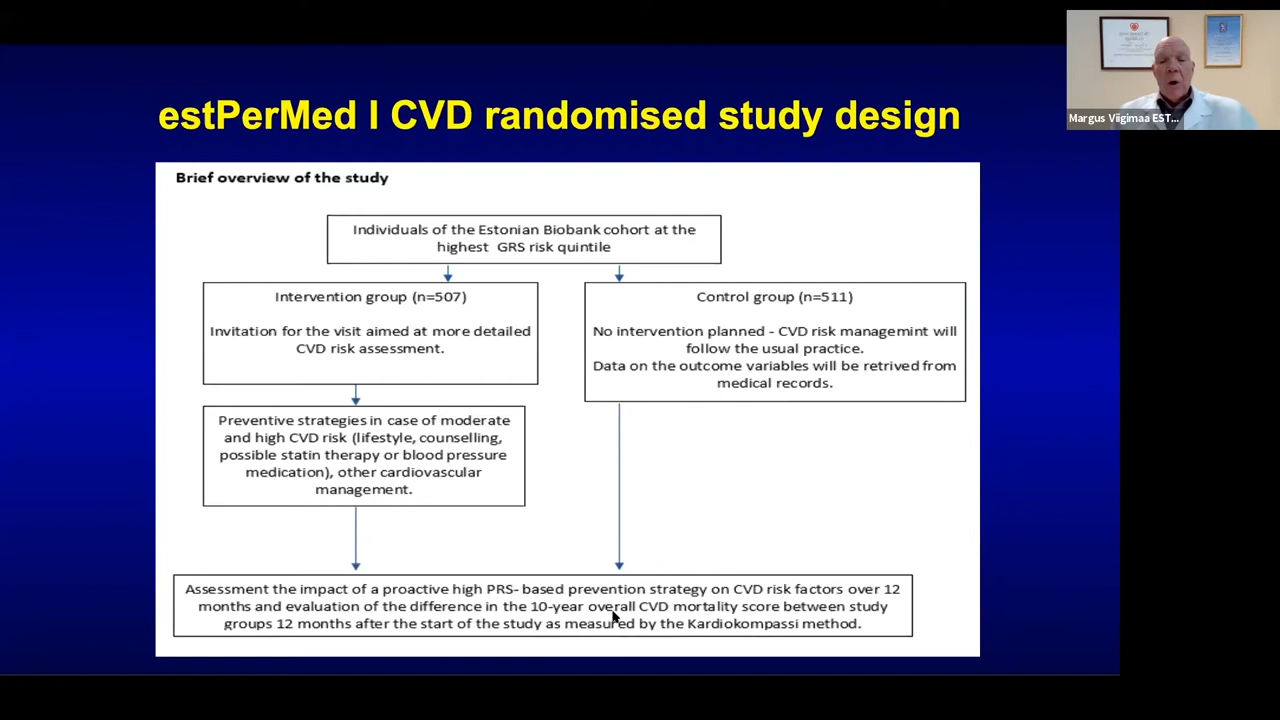 estPerMed I CVD randomised study design
Margus Viigimaa EST...
Brief overview of the study
Individuals of the Estonian Biobank cohort at the
highest GRS risk quintile
Intervention group (n=507)
Invitation for the visit aimed at more detailed
CVD risk assessment.
Control group (n=511)
No intervention planned - CVD risk managemint will
follow the usual practice.
Data on the outcome variables will be retrived from
medical records.
Preventive strategies in case of moderate
and high CVD risk (lifestyle, counselling,
possible statin therapy or blood pressure
medication), other cardiovascular
management.
Assessment the impact of a proactive high PRS- based prevention strategy on CVD risk factors over 12
months and evaluation of the difference in the 10-year overall CVD mortality score between study
groups 12 months after the start of the study as measured by the Kardiokompassi method.